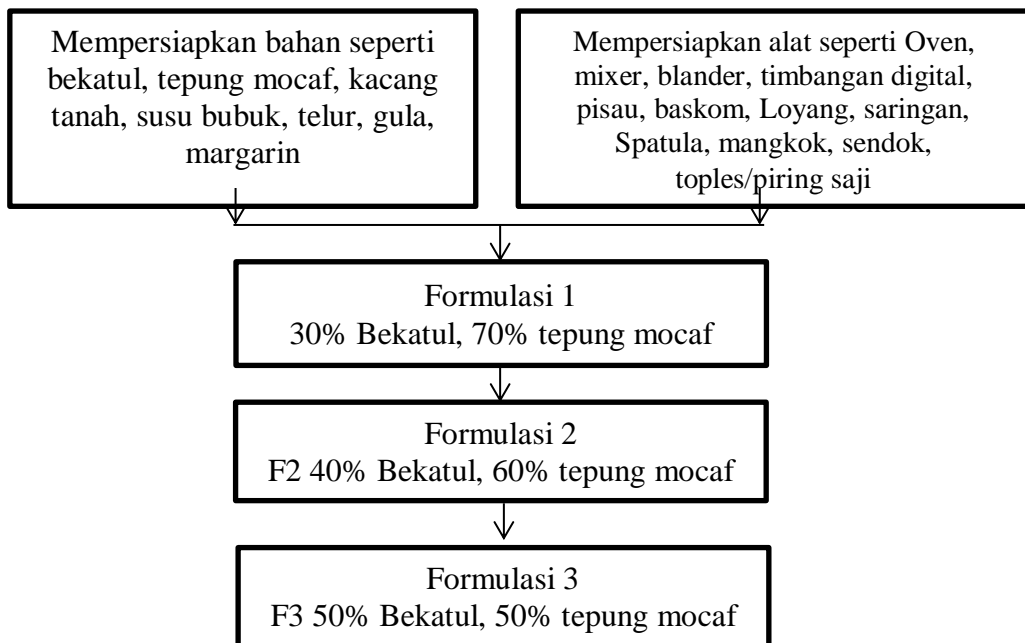 Mempersiapkan bahan seperti
bekatul, tepung mocaf, kacang
tanah, susu bubuk, telur, gula,
margarin
Mempersiapkan alat seperti Oven,
mixer, blander, timbangan digital,
pisau, baskom, Loyang, saringan,
Spatula, mangkok, sendok,
toples/piring saji
Formulasi 1
30% Bekatul, 70% tepung mocaf
Formulasi 2
F2 40% Bekatul, 60% tepung mocaf
Formulasi 3
F3 50% Bekatul, 50% tepung mocaf